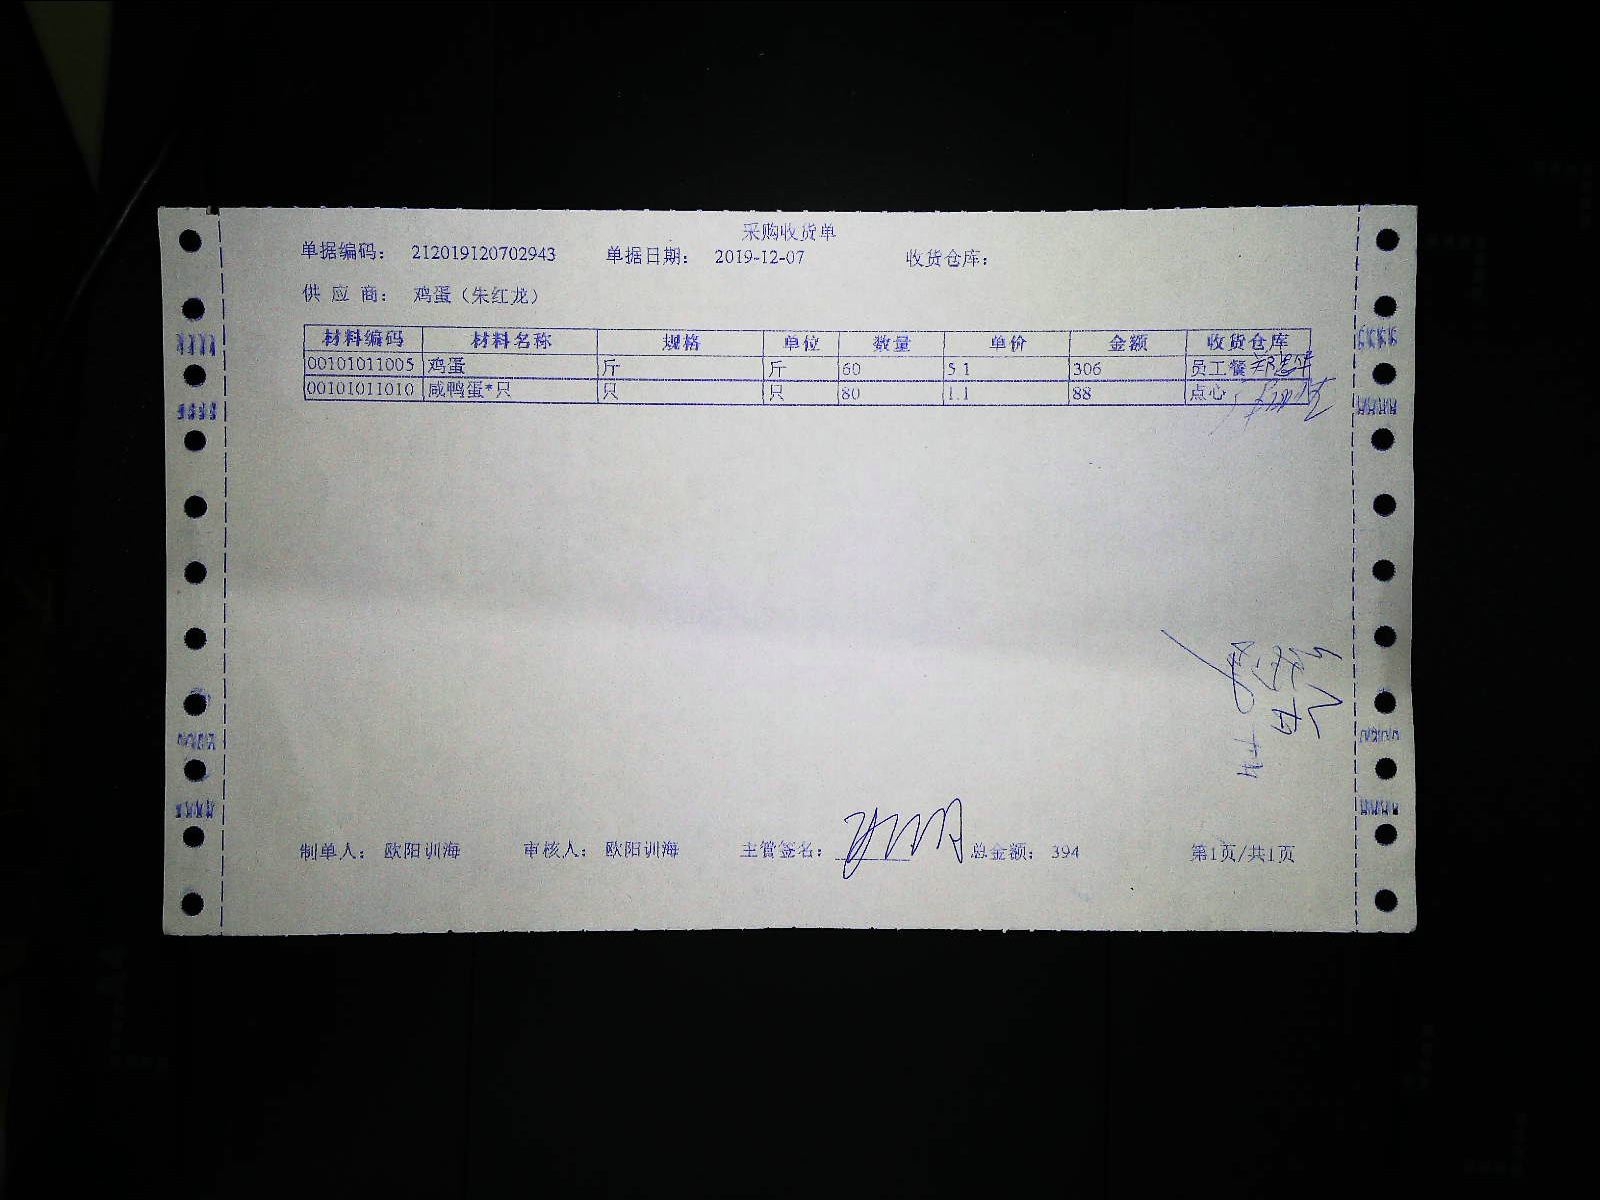 采购收货单
单据编码： 212019120702943 单据日期： 2019-12-07 收货仓库：
供 应 商： 鸡蛋（朱红龙）
材料编码 材料名称 规格 单位 数量 单价 金额 收货仓库
00101011005 鸡蛋 斤 斤 60 5.1 306 员工餐
00101011010 咸鸭蛋*只 只 只 80 1.1 88 点心
制单人： 欧阳训海 审核人： 欧阳训海 主管签名： 总金额： 394 第1页/共1页